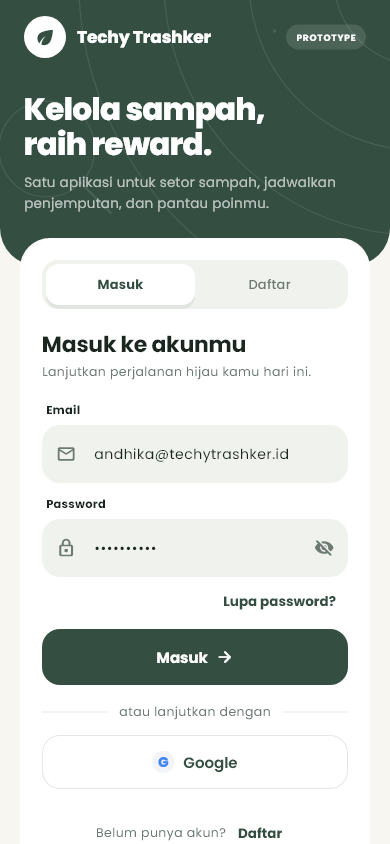 Techy Trashker
PROTOTYPE
Kelola sampah,
raih reward.
Satu aplikasi untuk setor sampah, jadwalkan
penjemputan, dan pantau poinmu.
Masuk
Daftar
Masuk ke akunmu
Lanjutkan perjalanan hijau kamu hari ini.
Email
andhika@techytrashker.id
Password
••••••••••
Lupa password?
Masuk →
atau lanjutkan dengan
G Google
Belum punya akun? Daftar